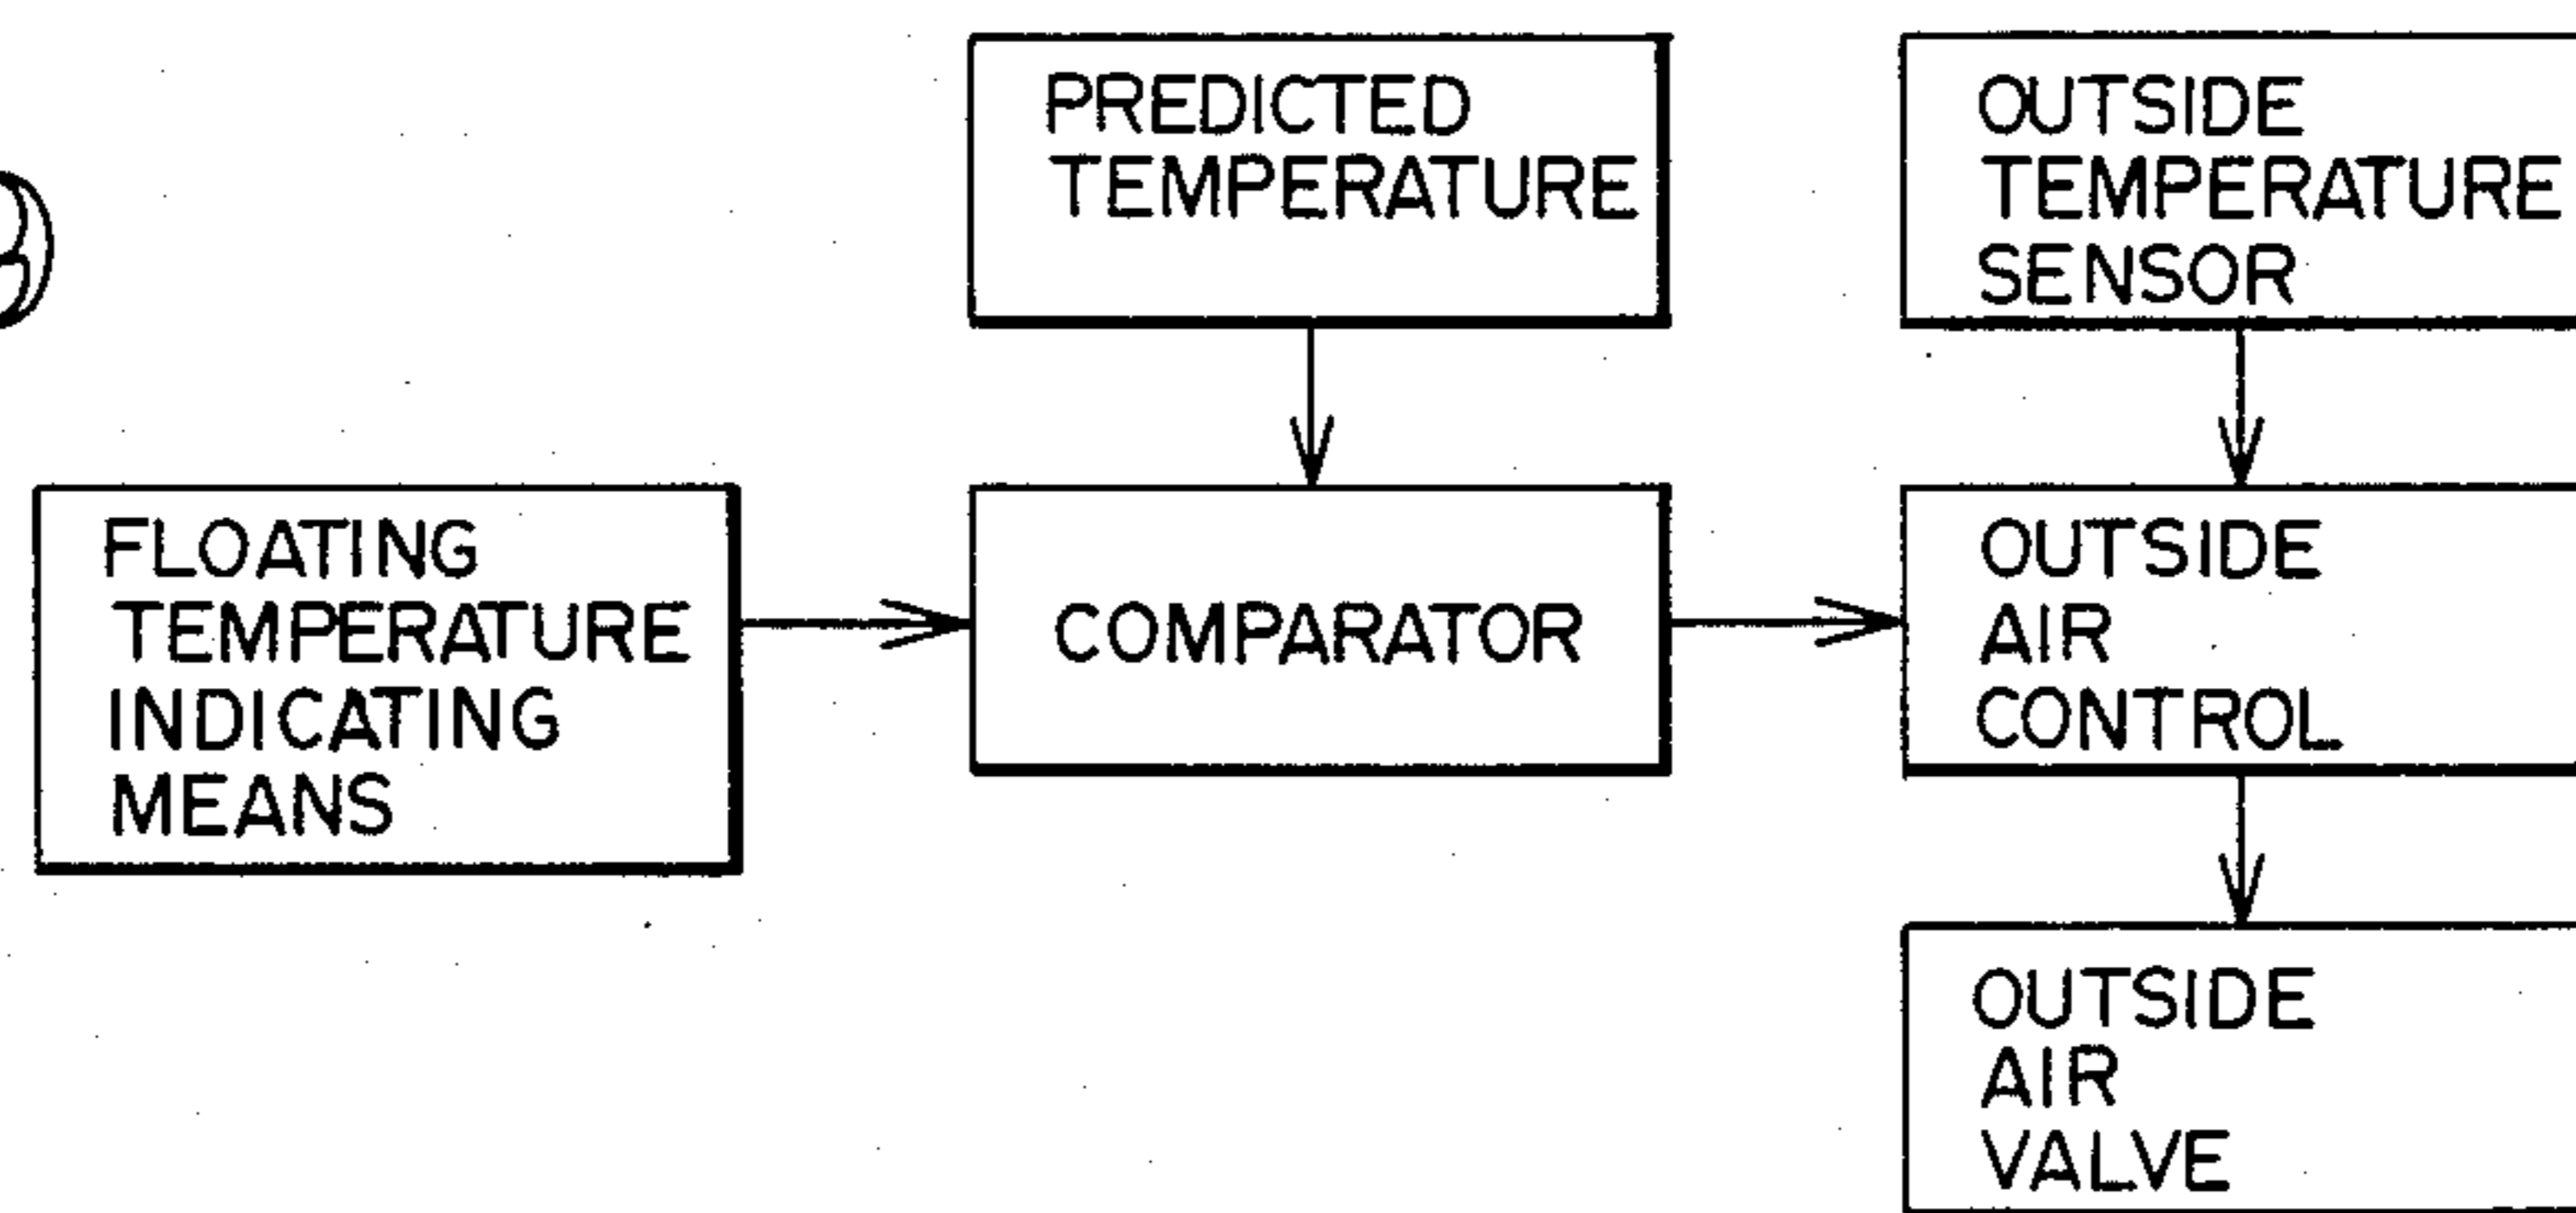 PREDICTED
TEMPERATURE
OUTSIDE
TEMPERATURE
SENSOR
FLOATING
TEMPERATURE
INDICATING
MEANS
COMPARATOR
OUTSIDE
AIR
CONTROL
OUTSIDE
AIR
VALVE